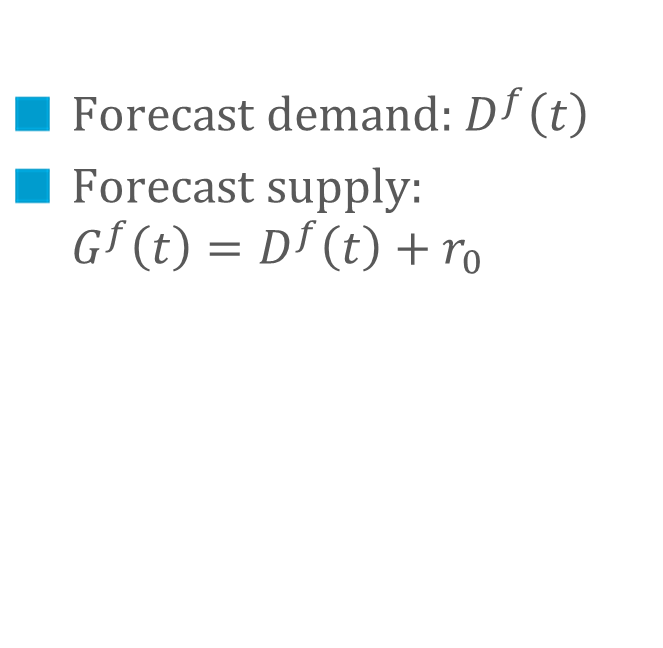 Forecast demand: $D^f(t)$
Forecast supply:
$G^f(t) = D^f(t) + r_0$